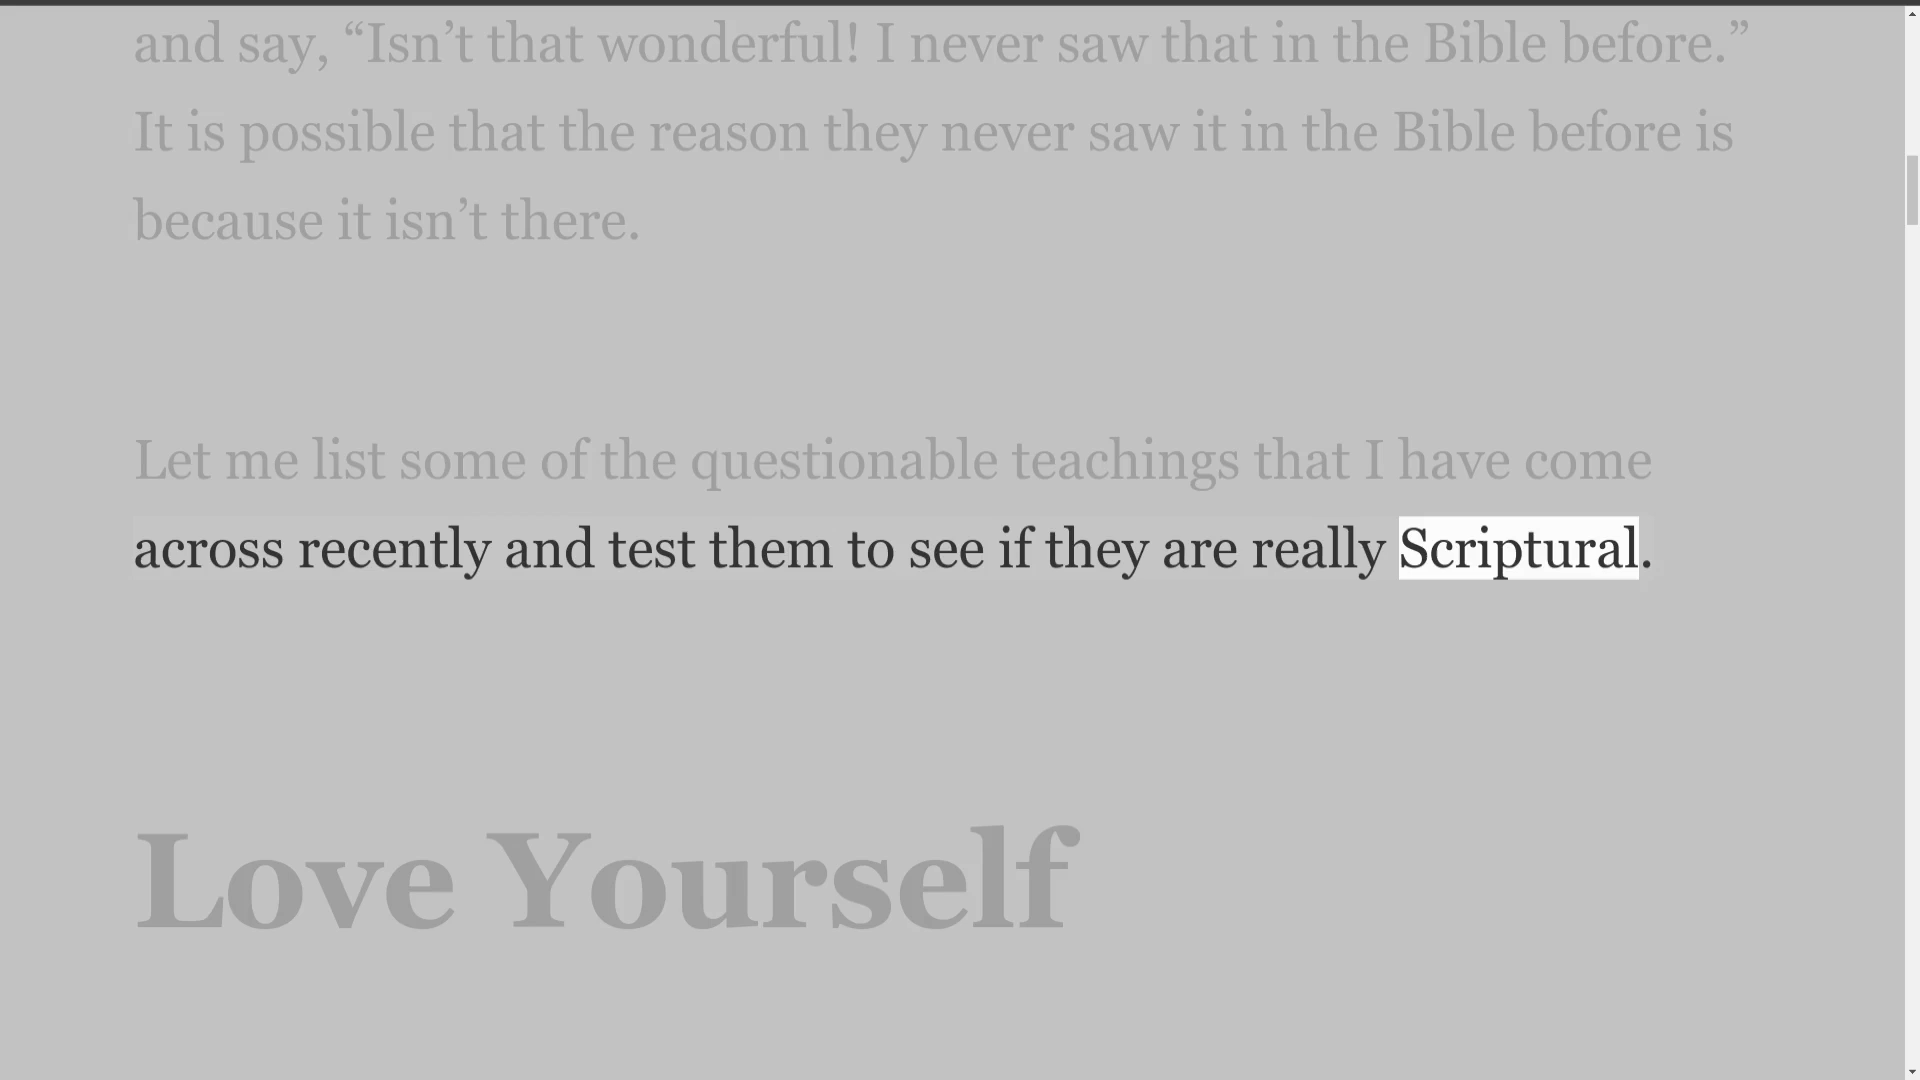 and say, “Isn’t that wonderful! I never saw that in the Bible before.”
It is possible that the reason they never saw it in the Bible before is
because it isn’t there.
Let me list some of the questionable teachings that I have come
across recently and test them to see if they are really Scriptural.
Love Yourself